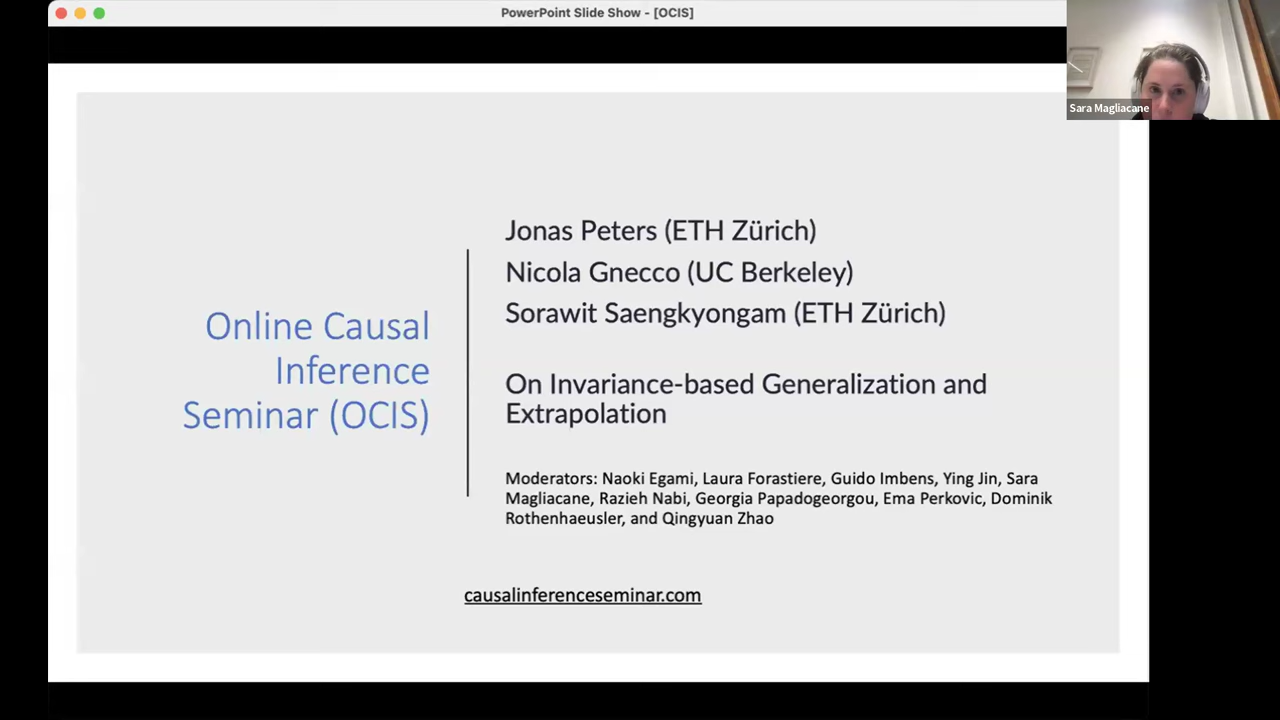 PowerPoint Slide Show - [OCIS]
Sara Magliacane
Online Causal
Inference
Seminar (OCIS)
Jonas Peters (ETH Zürich)
Nicola Gnecco (UC Berkeley)
Sorawit Saengkyongam (ETH Zürich)
On Invariance-based Generalization and
Extrapolation
Moderators: Naoki Egami, Laura Forastiere, Guido Imbens, Ying Jin, Sara
Magliacane, Razieh Nabi, Georgia Papadogeorgou, Ema Perkovic, Dominik
Rothenhaeusler, and Qingyuan Zhao
causalinferenceseminar.com